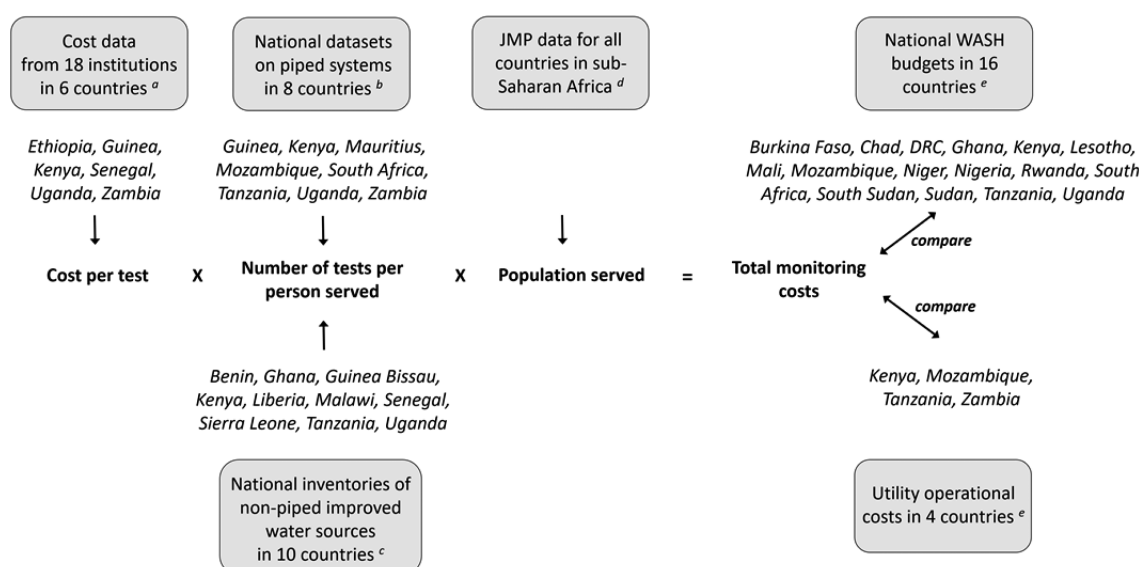 Cost data
from 18 institutions
in 6 countries a
National datasets
on piped systems
in 8 countries b
JMP data for all
countries in sub-
Saharan Africa d
National WASH
budgets in 16
countries e
Ethiopia, Guinea,
Kenya, Senegal,
Uganda, Zambia
Guinea, Kenya, Mauritius,
Mozambique, South Africa,
Tanzania, Uganda, Zambia
Burkina Faso, Chad, DRC, Ghana, Kenya, Lesotho,
Mali, Mozambique, Niger, Nigeria, Rwanda, South
Africa, South Sudan, Sudan, Tanzania, Uganda
compare
Cost per test
X
Number of tests per
person served
X
Population served
=
Total monitoring
costs
compare
Benin, Ghana, Guinea Bissau,
Kenya, Liberia, Malawi, Senegal,
Sierra Leone, Tanzania, Uganda
Kenya, Mozambique,
Tanzania, Zambia
National inventories of
non-piped improved
water sources
in 10 countries c
Utility operational
costs in 4 countries e